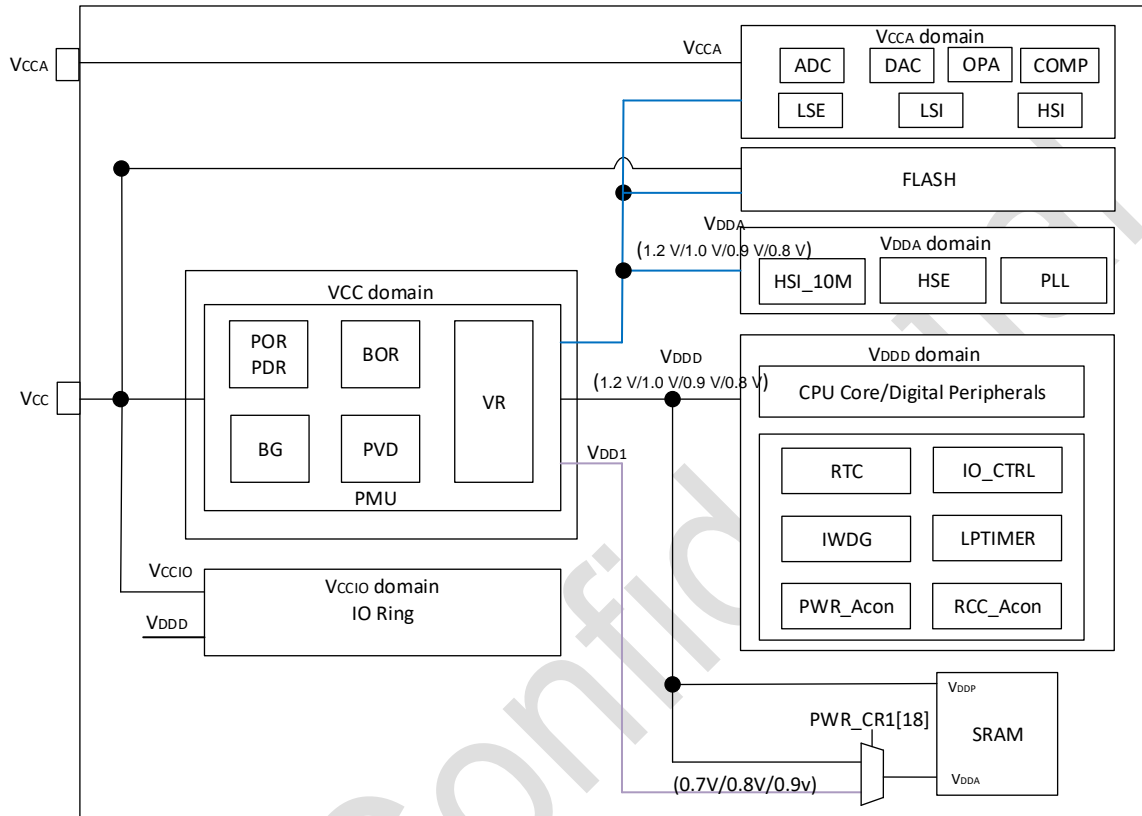 VCCA domain
VCCA
VCCA
ADC
DAC
OPA
COMP
LSE
LSI
HSI
FLASH
VDDA
(1.2 V/1.0 V/0.9 V/0.8 V)
VDDA domain
HSI_10M
HSE
PLL
VCC domain
POR
PDR
BOR
VR
BG
PVD
PMU
VCC
VDDD
(1.2 V/1.0 V/0.9 V/0.8 V)
VDD1
VDDD domain
CPU Core/Digital Peripherals
RTC
IO_CTRL
IWDG
LPTIMER
PWR_Acon
RCC_Acon
VCCIO
VCCIO domain
IO Ring
VDDD
VDDP
PWR_CR1[18]
SRAM
VDDA
(0.7V/0.8V/0.9v)